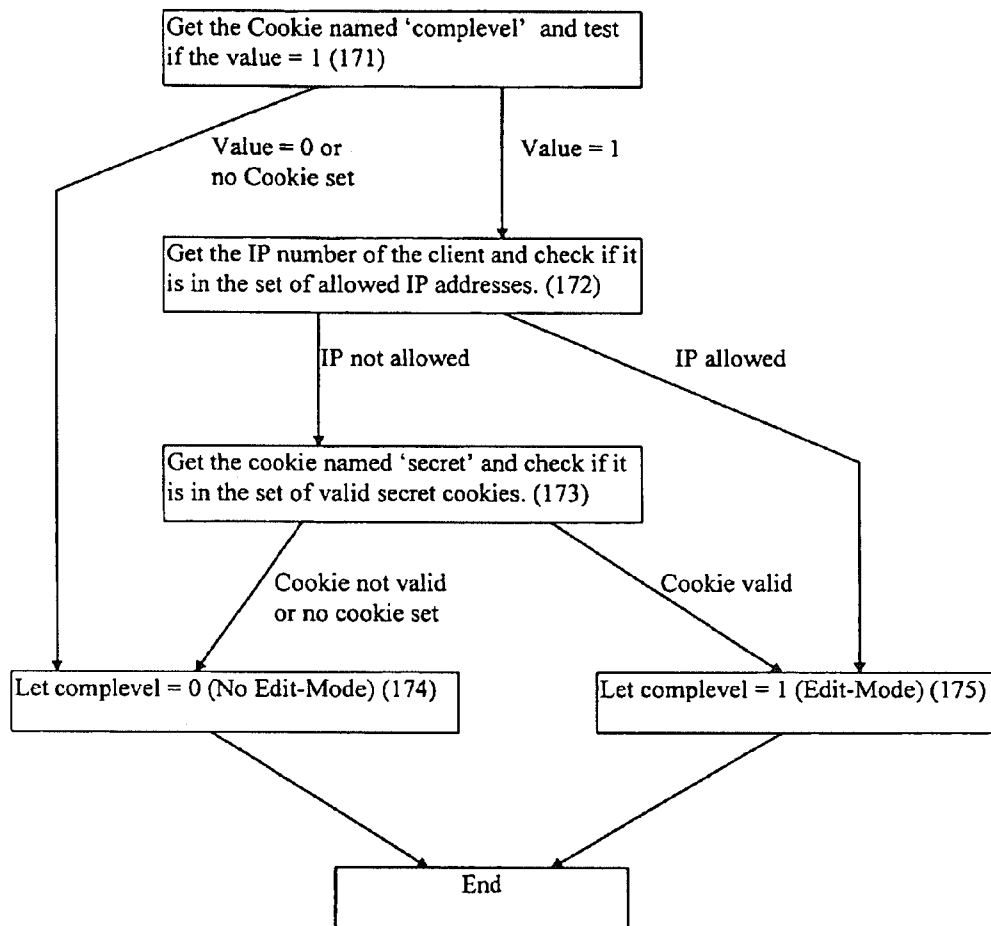 Get the Cookie named ‘complevel’ and test
if the value = 1 (171)
Value = 0 or
no Cookie set
Value = 1
Get the IP number of the client and check if it
is in the set of allowed IP addresses. (172)
IP not allowed
IP allowed
Get the cookie named ‘secret’ and check if it
is in the set of valid secret cookies. (173)
Cookie not valid
or no cookie set
Cookie valid
Let complevel = 0 (No Edit-Mode) (174)
Let complevel = 1 (Edit-Mode) (175)
End